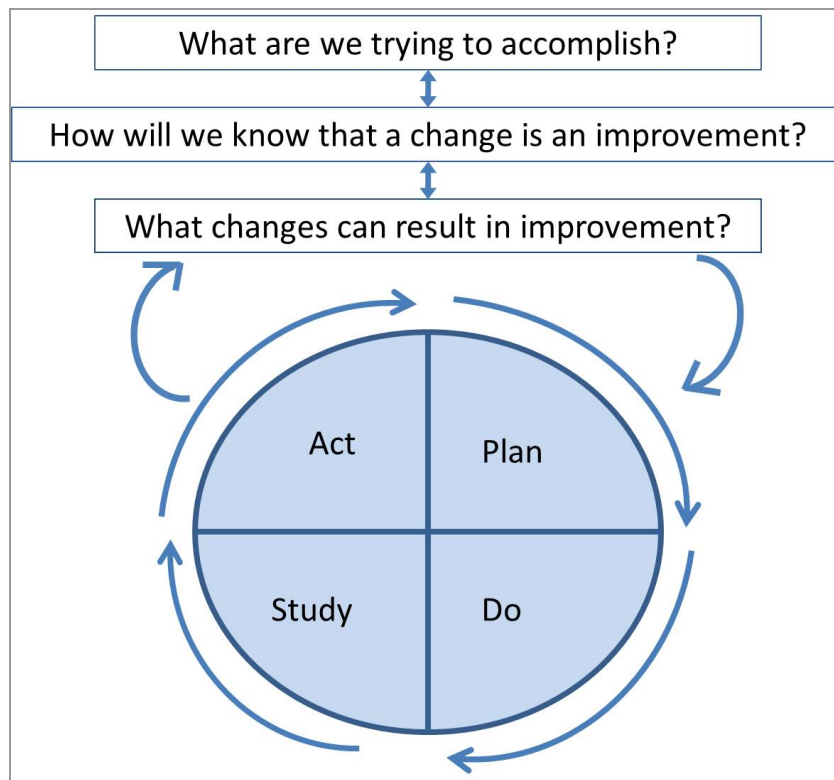 What are we trying to accomplish?
How will we know that a change is an improvement?
What changes can result in improvement?
Act
Plan
Study
Do